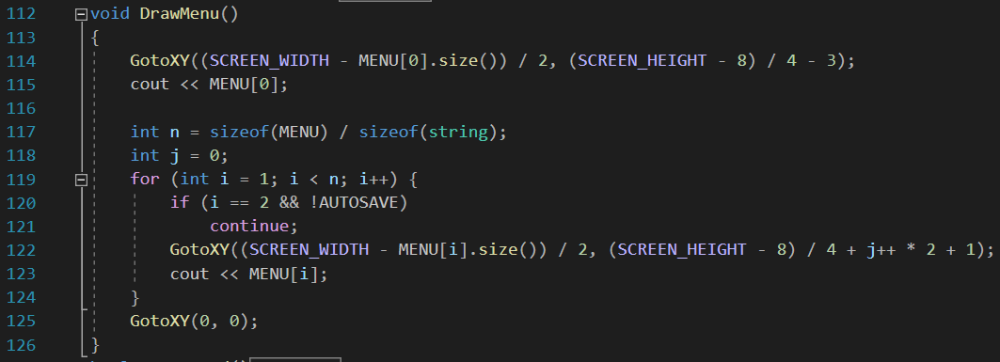 112 void DrawMenu()
113 {
114 GotoXY((SCREEN_WIDTH - MENU[0].size()) / 2, (SCREEN_HEIGHT - 8) / 4 - 3);
115 cout << MENU[0];
116
117 int n = sizeof(MENU) / sizeof(string);
118 int j = 0;
119 for (int i = 1; i < n; i++) {
120 if (i == 2 && !AUTOSAVE)
121 continue;
122 GotoXY((SCREEN_WIDTH - MENU[i].size()) / 2, (SCREEN_HEIGHT - 8) / 4 + j++ * 2 + 1);
123 cout << MENU[i];
124 }
125 GotoXY(0, 0);
126 }